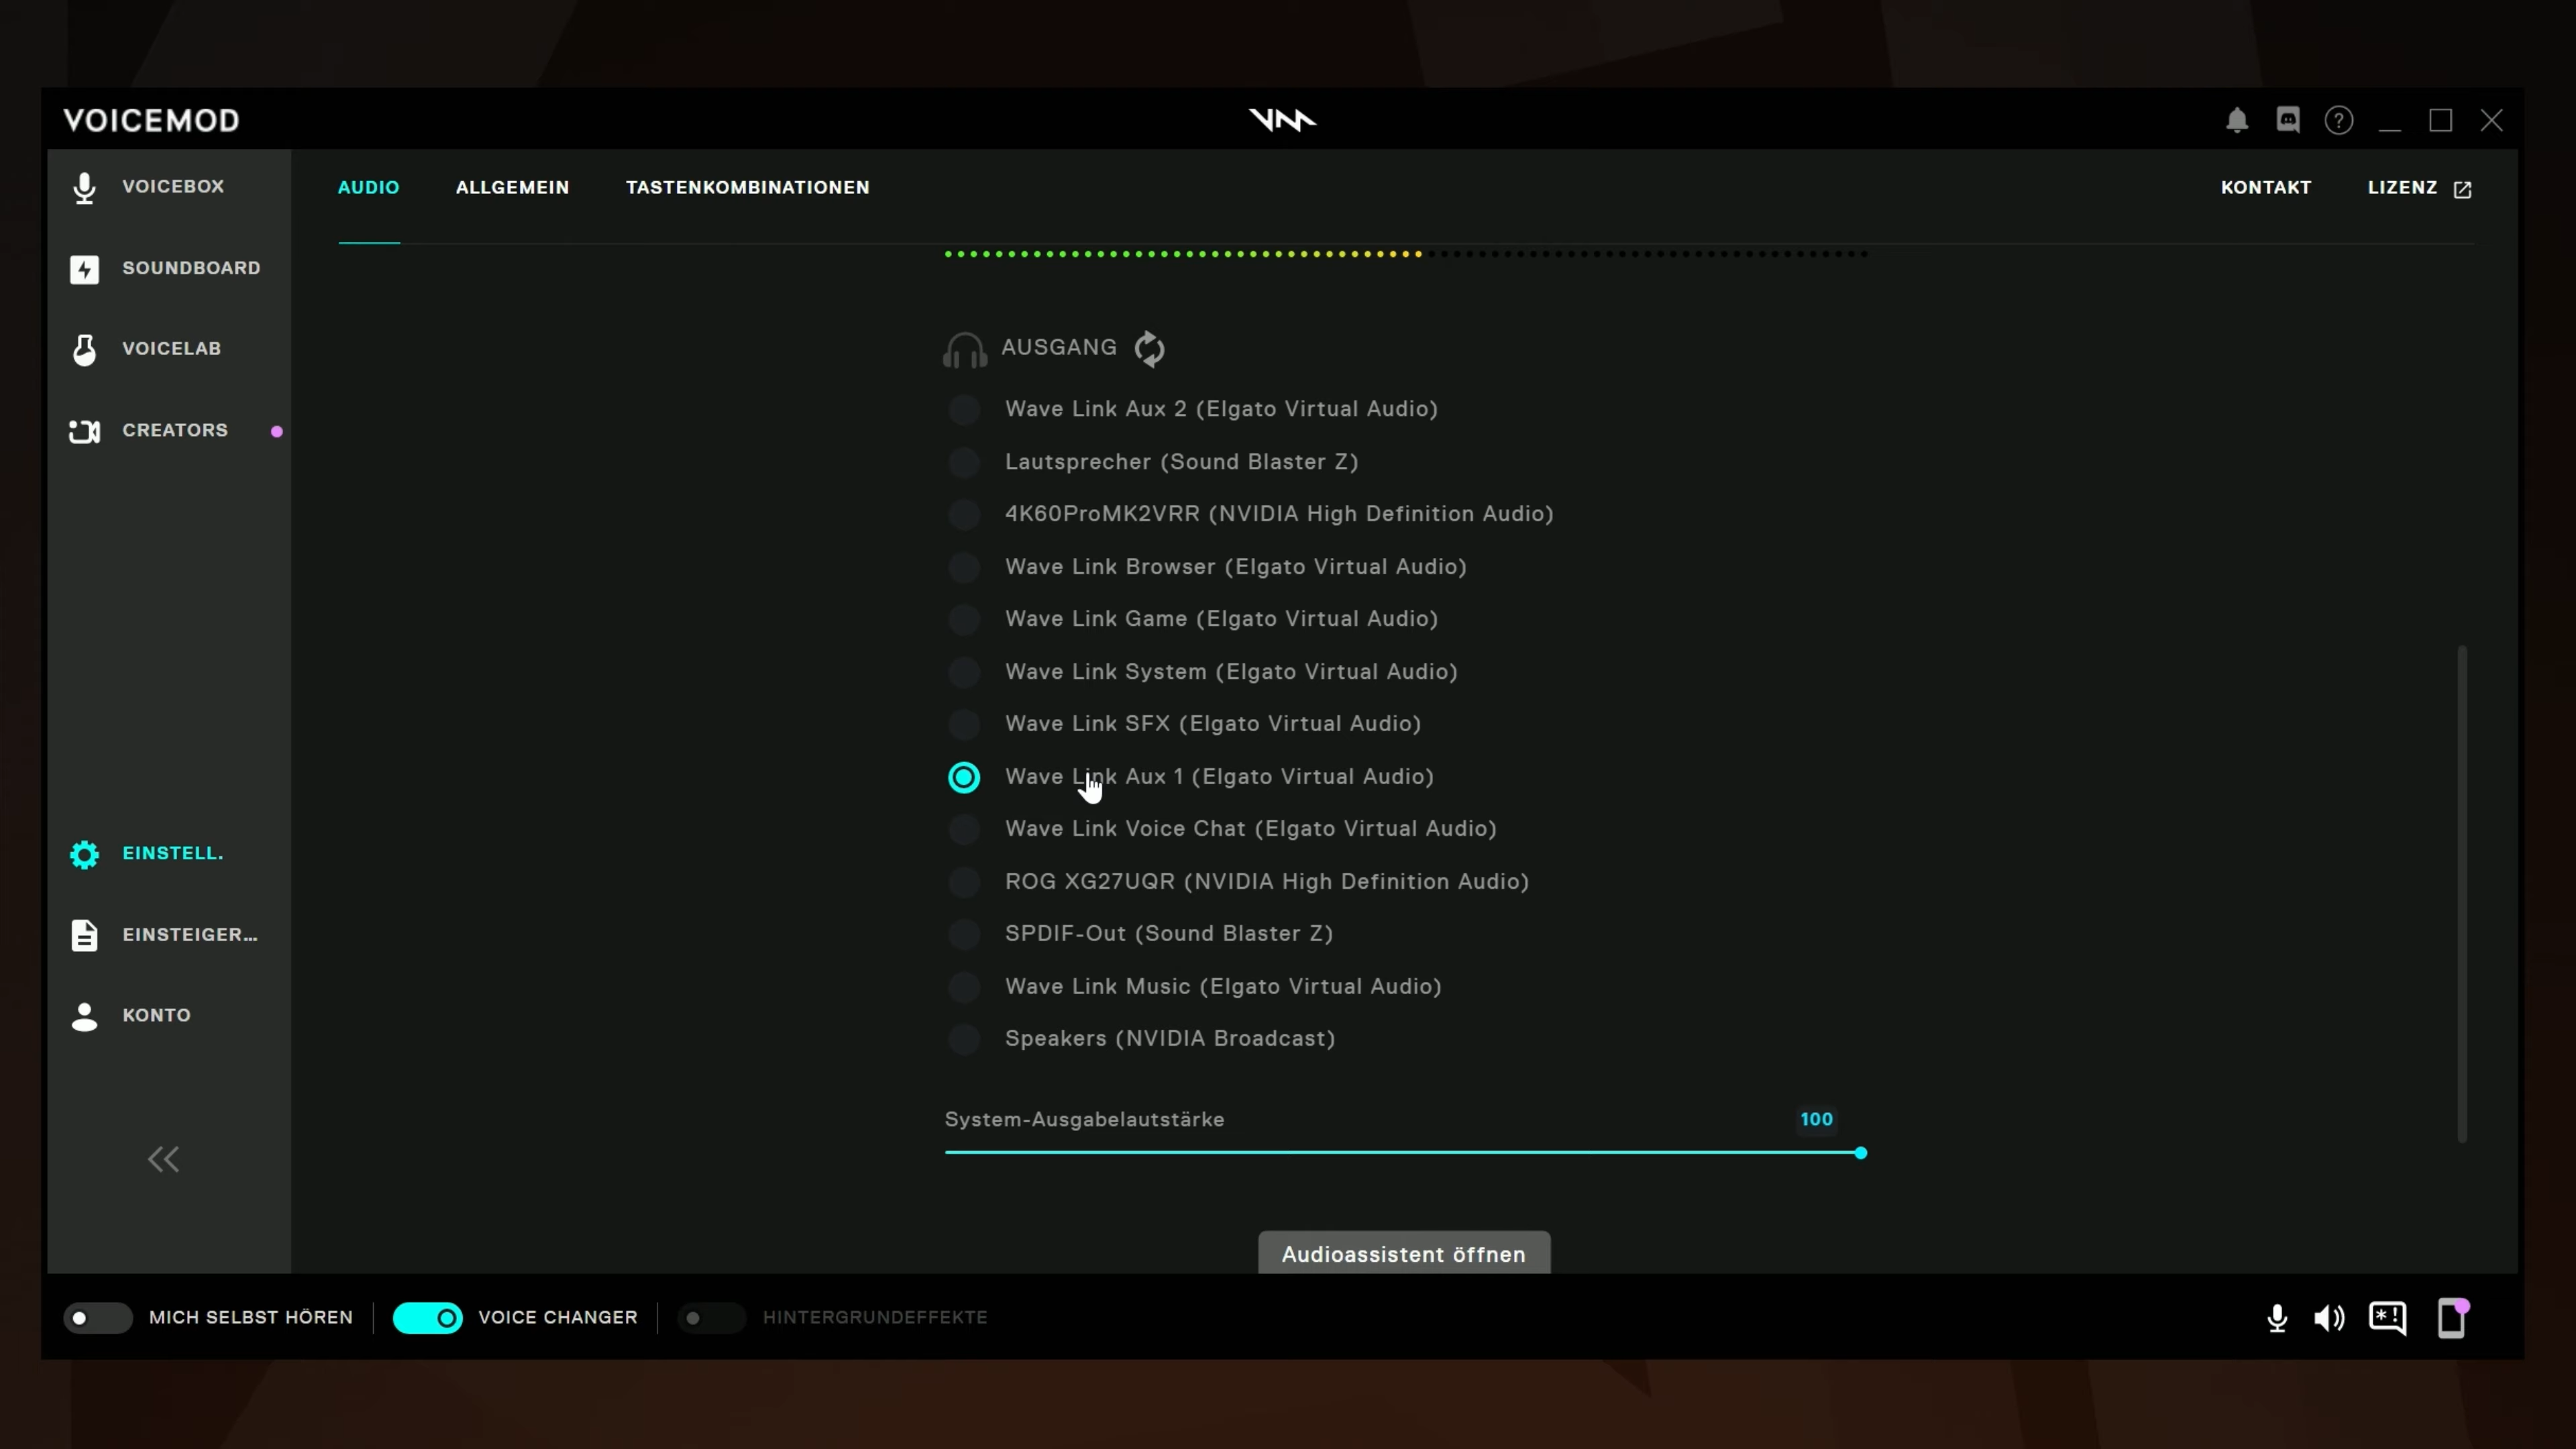 VOICEMOD
VOICEBOX
SOUNDBOARD
VOICELAB
CREATORS
EINSTELL.
EINSTEIGER...
KONTO
AUDIO
ALLGEMEIN
TASTENKOMBINATIONEN
KONTAKT
LIZENZ
AUSGANG
Wave Link Aux 2 (Elgato Virtual Audio)
Lautsprecher (Sound Blaster Z)
4K60ProMK2VRR (NVIDIA High Definition Audio)
Wave Link Browser (Elgato Virtual Audio)
Wave Link Game (Elgato Virtual Audio)
Wave Link System (Elgato Virtual Audio)
Wave Link SFX (Elgato Virtual Audio)
Wave Link Aux 1 (Elgato Virtual Audio)
Wave Link Voice Chat (Elgato Virtual Audio)
ROG XG27UQR (NVIDIA High Definition Audio)
SPDIF-Out (Sound Blaster Z)
Wave Link Music (Elgato Virtual Audio)
Speakers (NVIDIA Broadcast)
System-Ausgabelautstärke 100
Audioassistent öffnen
MICH SELBST HÖREN
VOICE CHANGER
HINTERGRUNDEFFEKTE